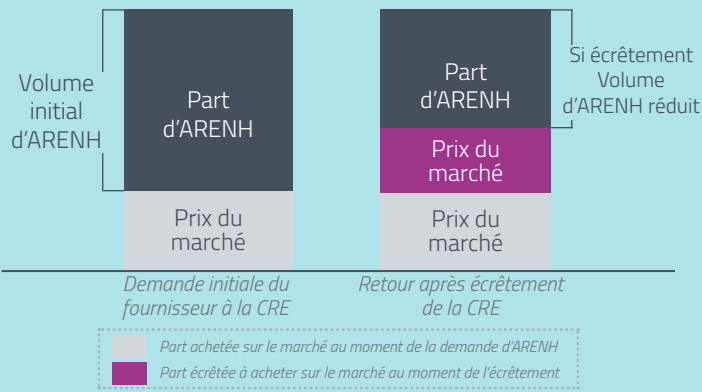 Volume
initial
d'ARENH
Part
d'ARENH
Prix du
marché
Part
d'ARENH
Prix du
marché
Prix du
marché
Si écrêtement
Volume
d'ARENH réduit
Demande initiale du
fournisseur à la CRE
Retour après écrêtement
de la CRE
Part achetée sur le marché au moment de la demande d'ARENH
Part écrêtée à acheter sur le marché au moment de l'écrêtement